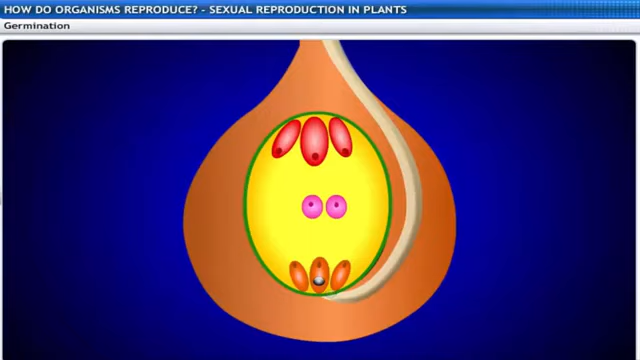 HOW DO ORGANISMS REPRODUCE? - SEXUAL REPRODUCTION IN PLANTS
Germination